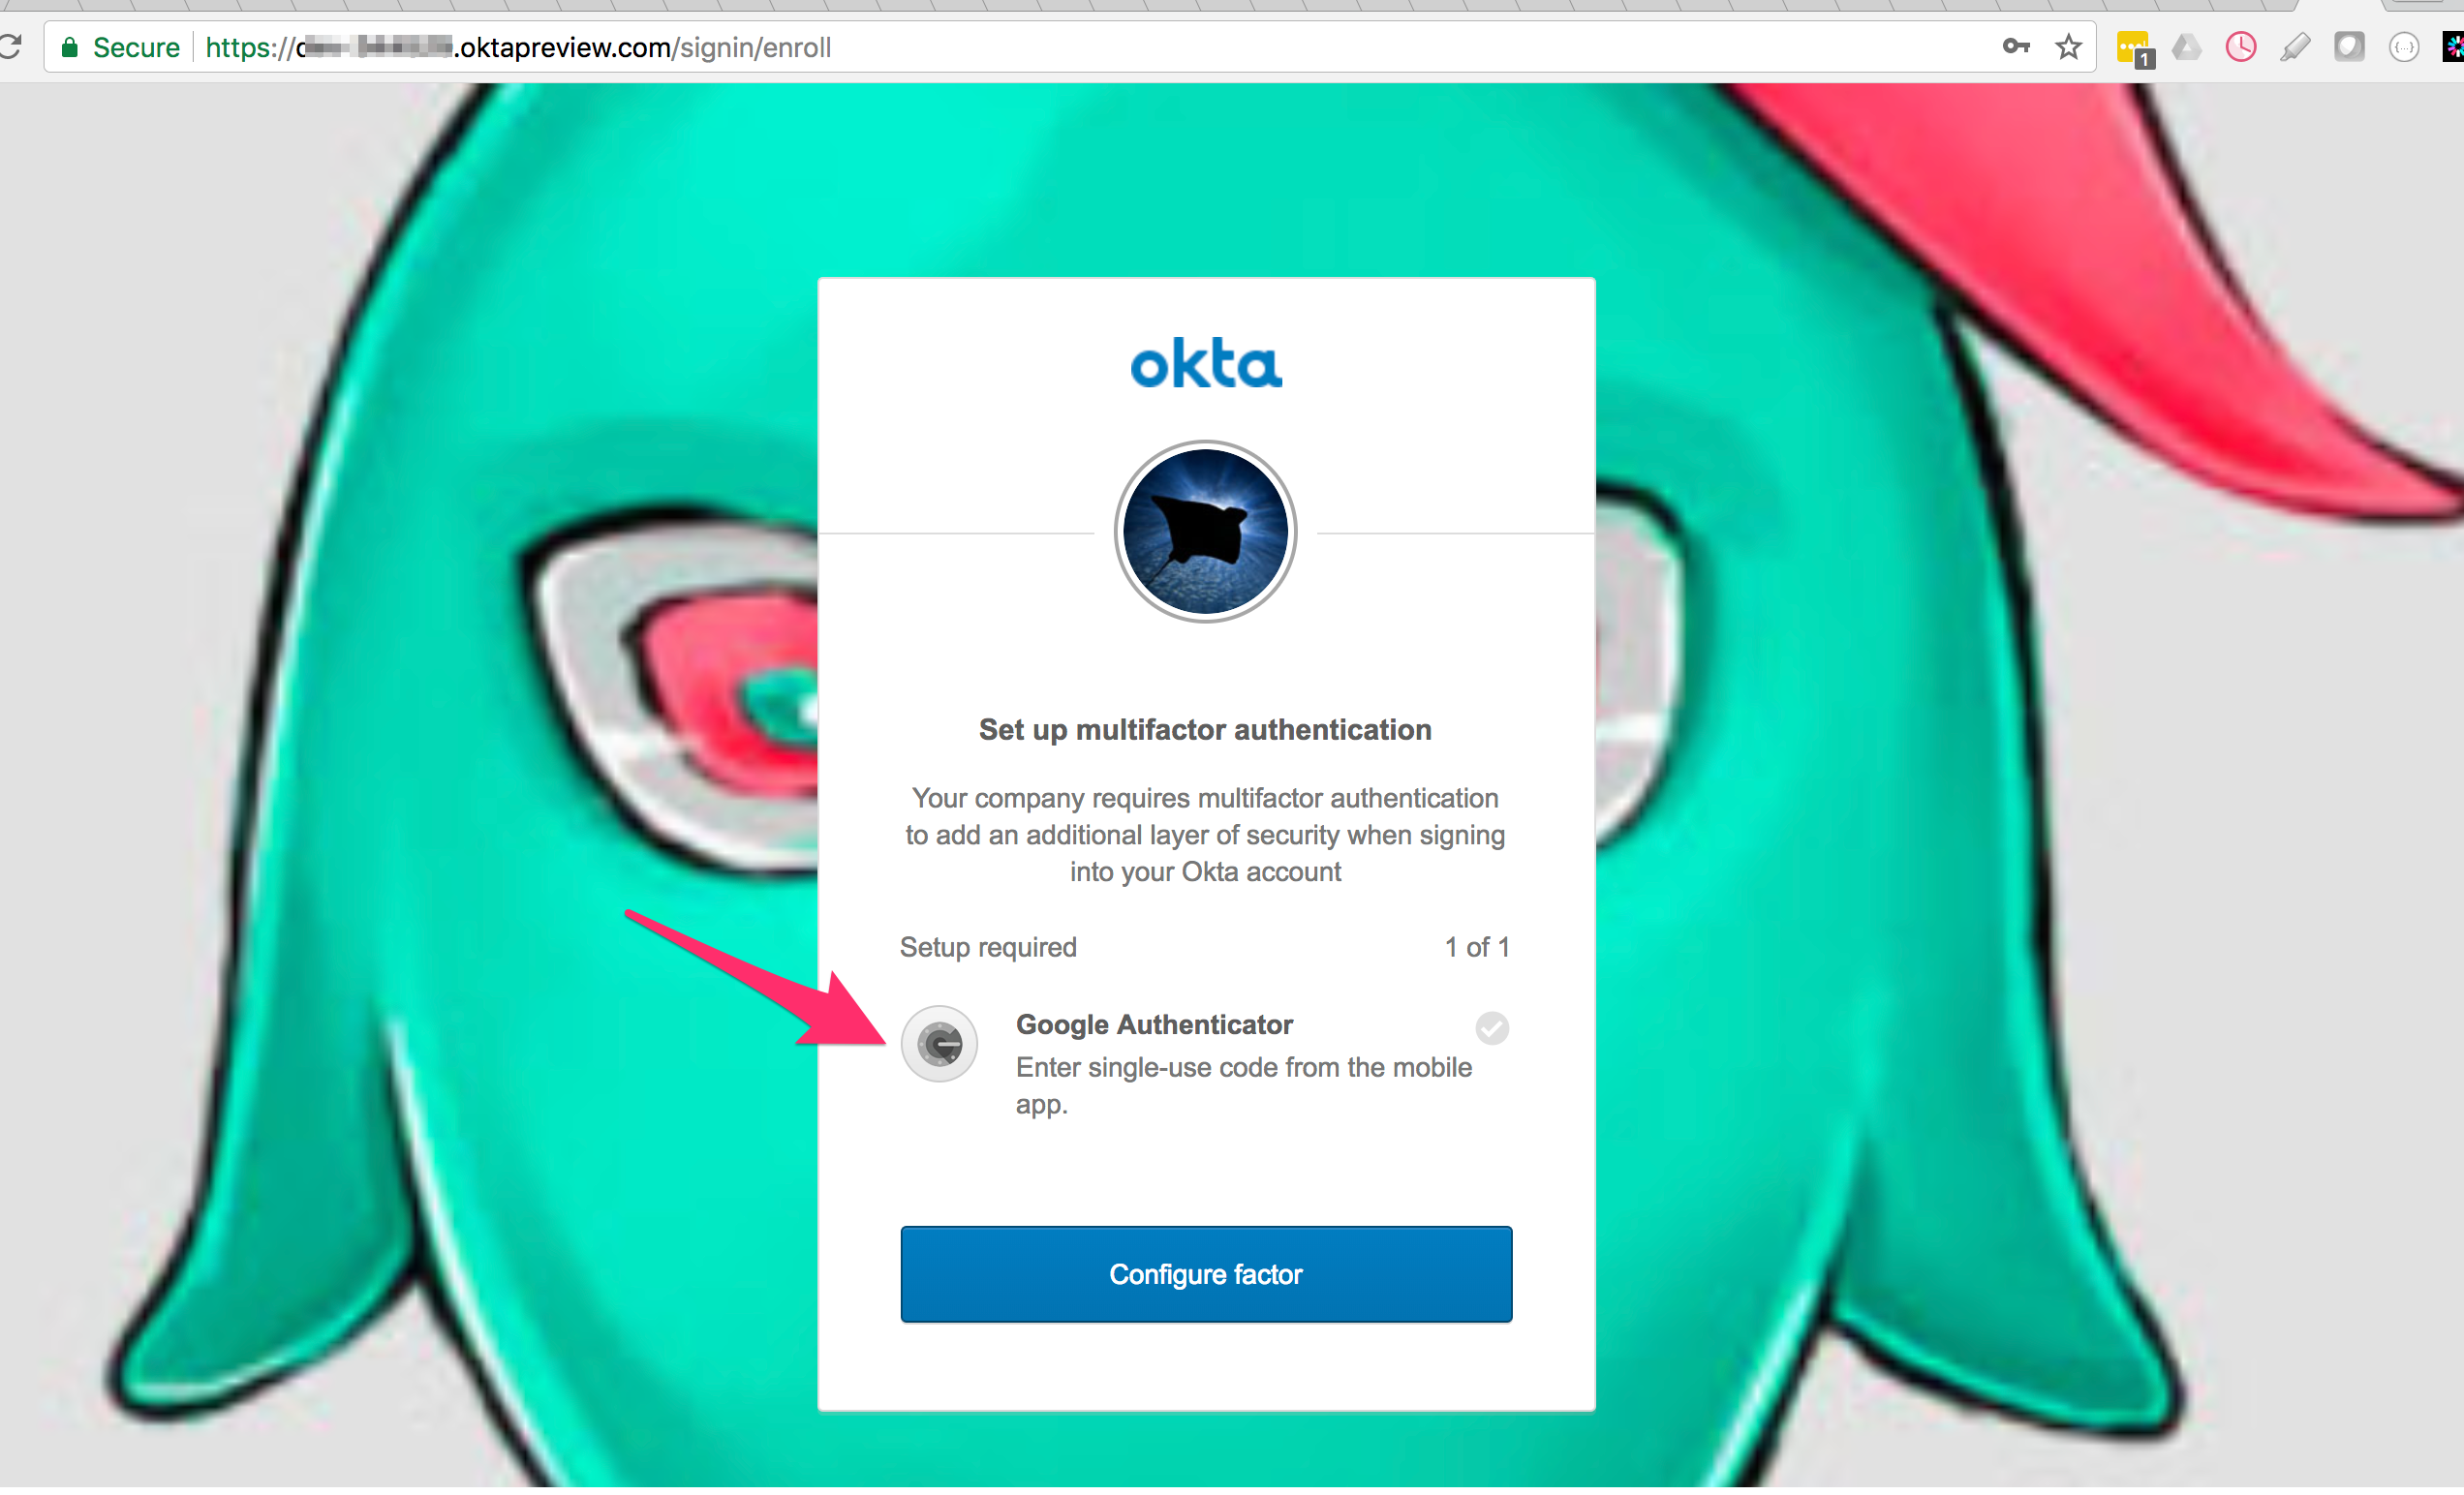 Secure https://
.oktapreview.com/signin/enroll
1
okta
Set up multifactor authentication
Your company requires multifactor authentication
to add an additional layer of security when signing
into your Okta account
Setup required 1 of 1
Google Authenticator
Enter single-use code from the mobile
app.
Configure factor